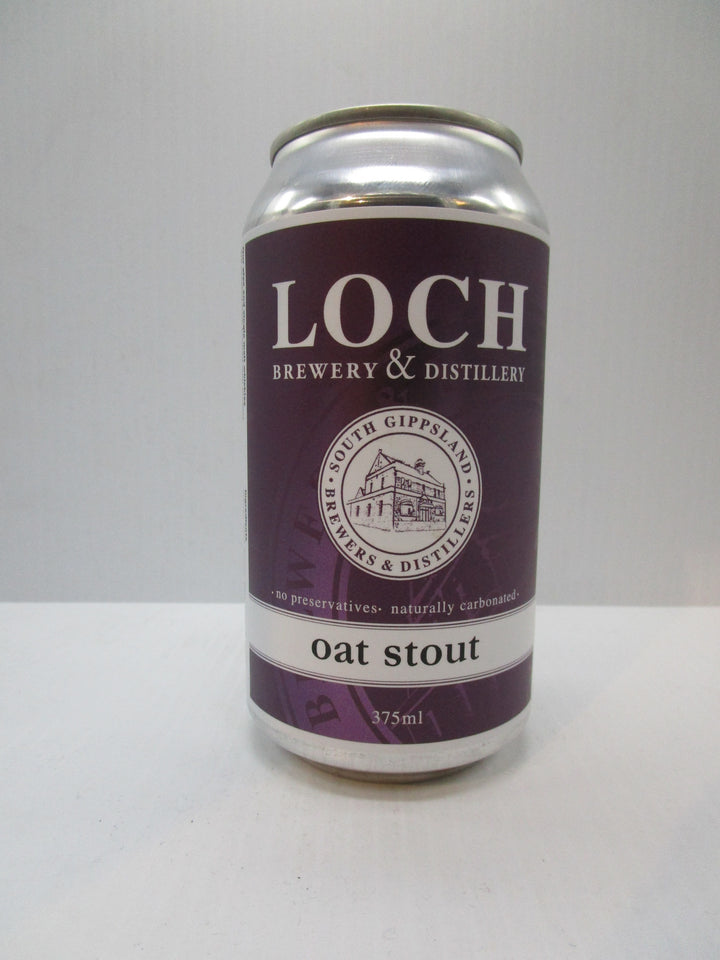 LOCH
BREWERY & DISTILLERY
· SOUTH GIPPSLAND ·
BREWERS & DISTILLERS
·no preservatives· naturally carbonated·
oat stout
375ml